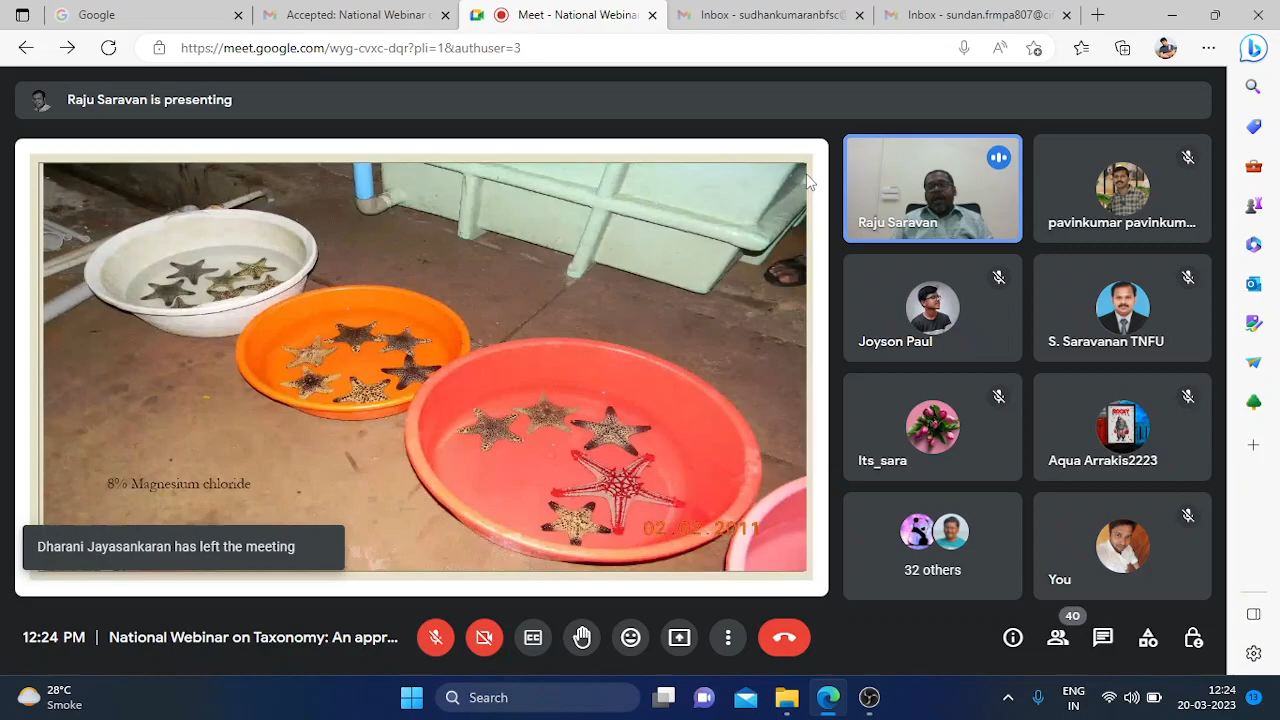 Google
Accepted: National Webinar c
Meet - National Webina
Inbox - sudhankumaranbfsc@
Inbox - sundan.frmpa807@ci
https://meet.google.com/wyg-cvxc-dqr?pli=1&authuser=3
Raju Saravan is presenting
8% Magnesium chloride
02.02.2011
Dharani Jayasankaran has left the meeting
Raju Saravan
pavinkumar pavinkum...
Joyson Paul
S. Saravanan TNFU
Its_sara
Aqua Arrakis2223
32 others
You
12:24 PM | National Webinar on Taxonomy: An appr...
40
28°C
Smoke
Search
ENG
IN
12:24
20-03-2023
13